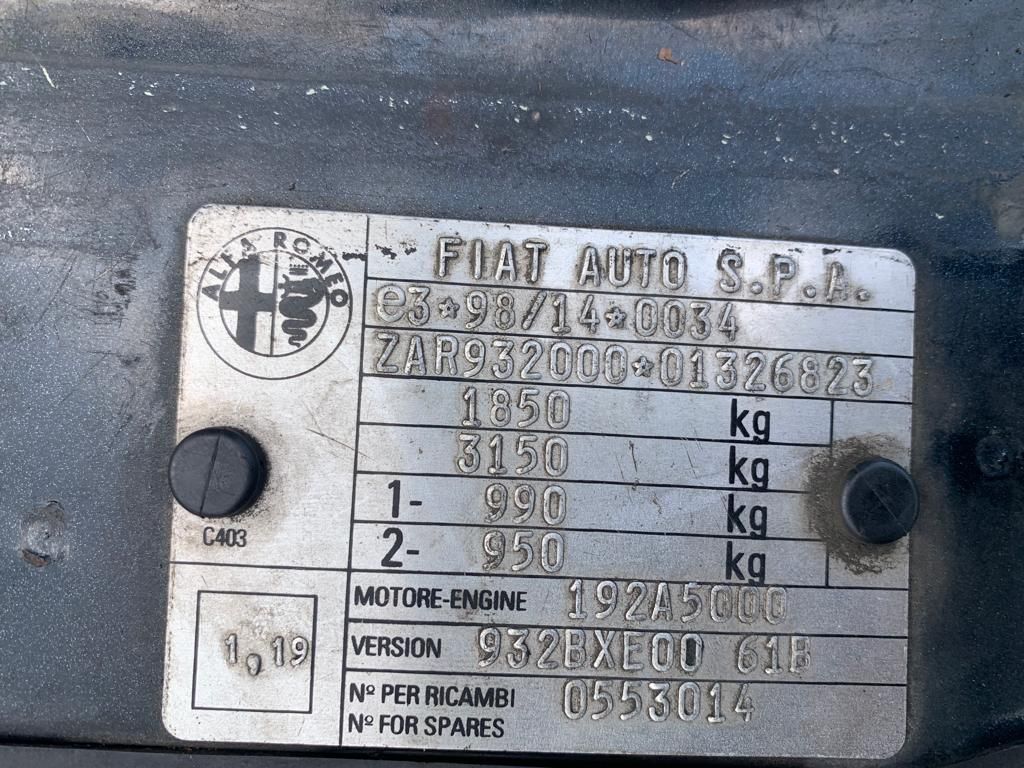 ALFA ROMEO
FIAT AUTO S.P.A.
e3*98/14*0034
ZAR932000*01326823
1850 kg
3150 kg
1- 990 kg
2- 950 kg
C403
MOTORE-ENGINE 192A5000
VERSION 932BXE00 61B
1,19
Nº PER RICAMBI
Nº FOR SPARES
0553014